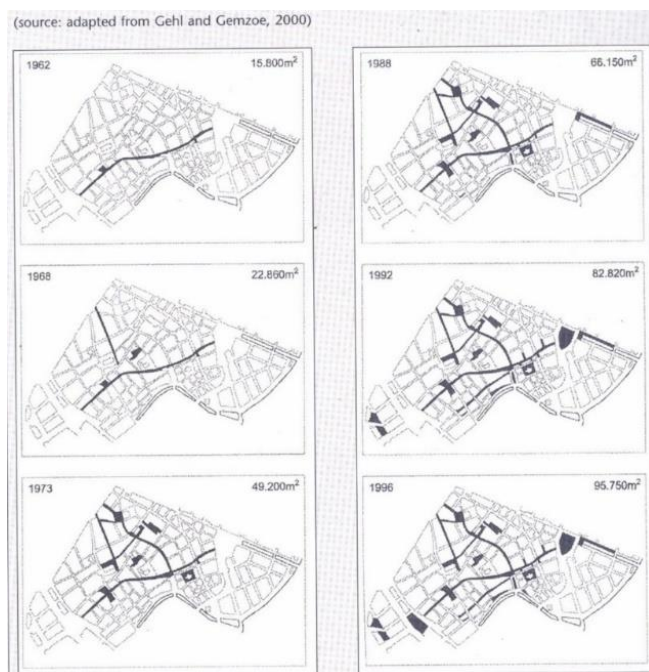 (source: adapted from Gehl and Gemzoe, 2000)
1962 15.800m²
1968 22.860m²
1973 49.200m²
1988 66.150m²
1992 82.820m²
1996 95.750m²